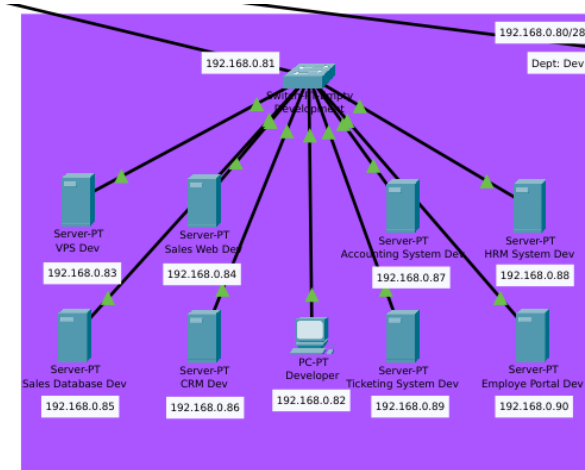 192.168.0.80/28
192.168.0.81
Dept: Dev
Switch-PT-Empty
Development
Server-PT
VPS Dev
192.168.0.83
Server-PT
Sales Web Dev
192.168.0.84
Server-PT
Accounting System Dev
192.168.0.87
Server-PT
HRM System Dev
192.168.0.88
Server-PT
Sales Database Dev
192.168.0.85
Server-PT
CRM Dev
192.168.0.86
PC-PT
Developer
192.168.0.82
Server-PT
Ticketing System Dev
192.168.0.89
Server-PT
Employe Portal Dev
192.168.0.90